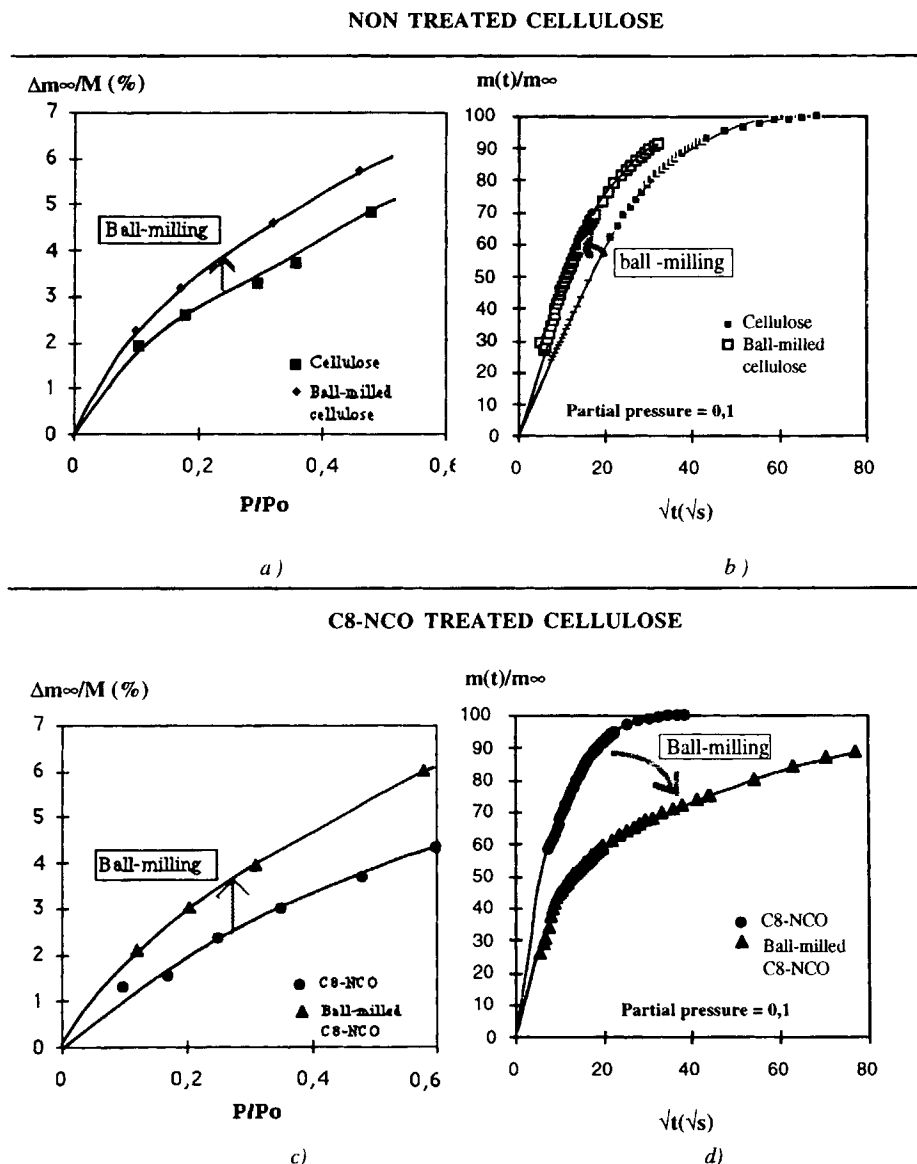 NON TREATED CELLULOSE
Δm∞/M (%)
7
6
5
4
3
2
1
0
0
0,2
0,4
0,6
P/Po
Ball-milling
Cellulose
Ball-milled
cellulose
a)
m(t)/m∞
100
90
80
70
60
50
40
30
20
10
0
0
20
40
60
80
√t(√s)
ball -milling
Cellulose
Ball-milled
cellulose
Partial pressure = 0,1
b)
C8-NCO TREATED CELLULOSE
Δm∞/M (%)
7
6
5
4
3
2
1
0
0
0,2
0,4
0,6
P/Po
Ball-milling
C8-NCO
Ball-milled
C8-NCO
c)
m(t)/m∞
100
90
80
70
60
50
40
30
20
10
0
0
20
40
60
80
√t(√s)
Ball-milling
C8-NCO
Ball-milled
C8-NCO
Partial pressure = 0,1
d)